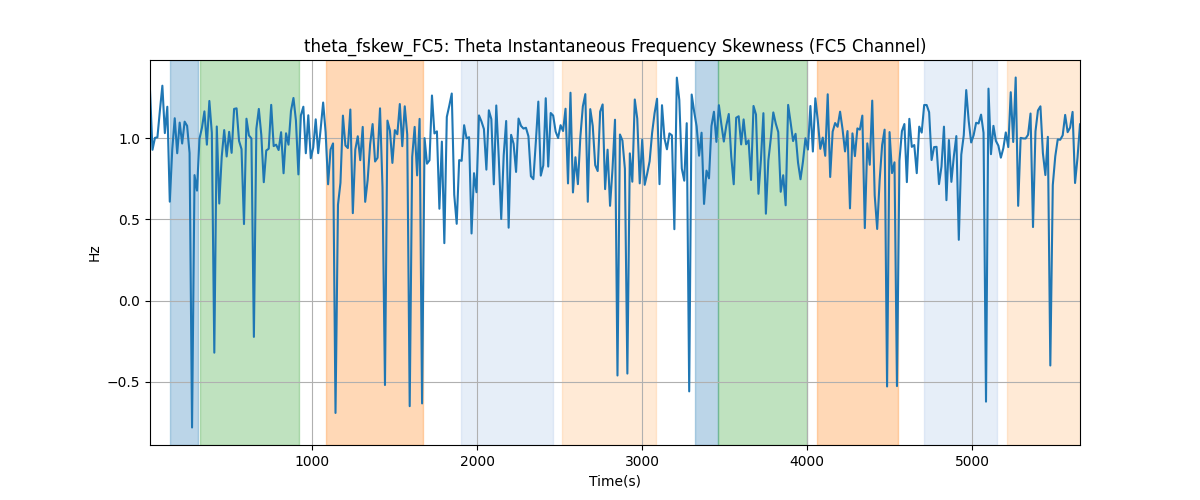 theta_fskew_FC5: Theta Instantaneous Frequency Skewness (FC5 Channel)
1.0
0.5
0.0
−0.5
Hz
1000 2000 3000 4000 5000
Time(s)